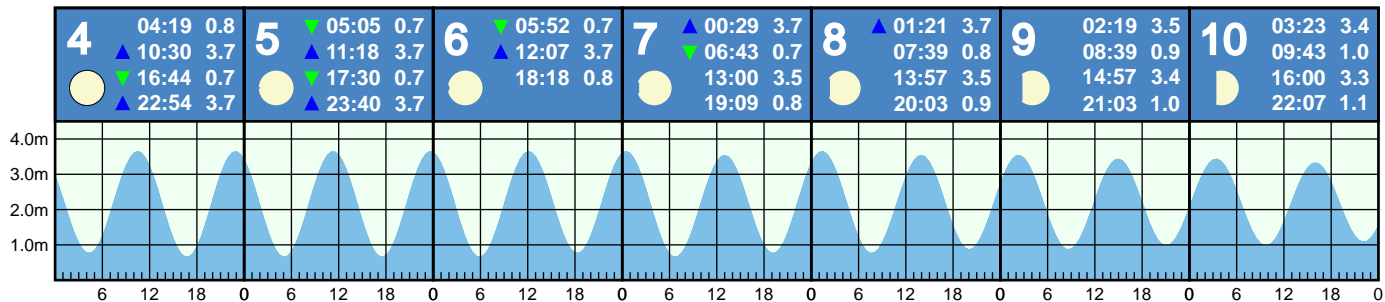 4
04:19 0.8
▲ 10:30 3.7
▼ 16:44 0.7
▲ 22:54 3.7
5
▼ 05:05 0.7
▲ 11:18 3.7
▼ 17:30 0.7
▲ 23:40 3.7
6
▼ 05:52 0.7
▲ 12:07 3.7
18:18 0.8
7
▲ 00:29 3.7
▼ 06:43 0.7
13:00 3.5
19:09 0.8
8
▲ 01:21 3.7
07:39 0.8
13:57 3.5
20:03 0.9
9
02:19 3.5
08:39 0.9
14:57 3.4
21:03 1.0
10
03:23 3.4
09:43 1.0
16:00 3.3
22:07 1.1
4.0m
3.0m
2.0m
1.0m
6 12 18 0 6 12 18 0 6 12 18 0 6 12 18 0 6 12 18 0 6 12 18 0 6 12 18 0